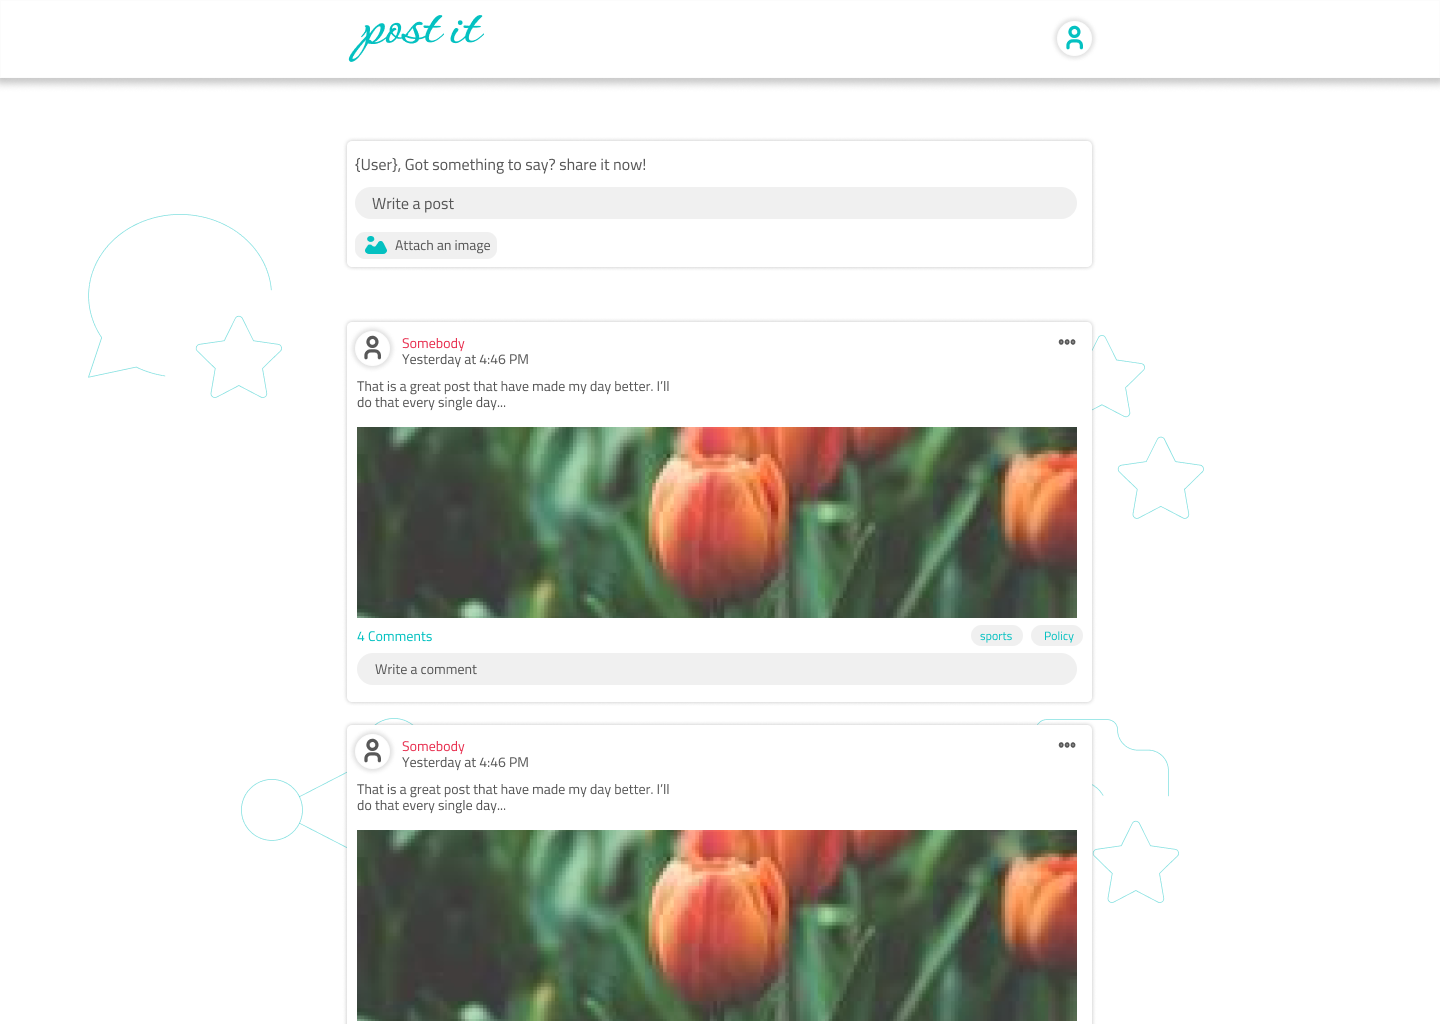 post it
{User}, Got something to say? share it now!
Write a post
Attach an image
Somebody
Yesterday at 4:46 PM
That is a great post that have made my day better. I'll
do that every single day...
4 Comments
sports
Policy
Write a comment
Somebody
Yesterday at 4:46 PM
That is a great post that have made my day better. I'll
do that every single day...